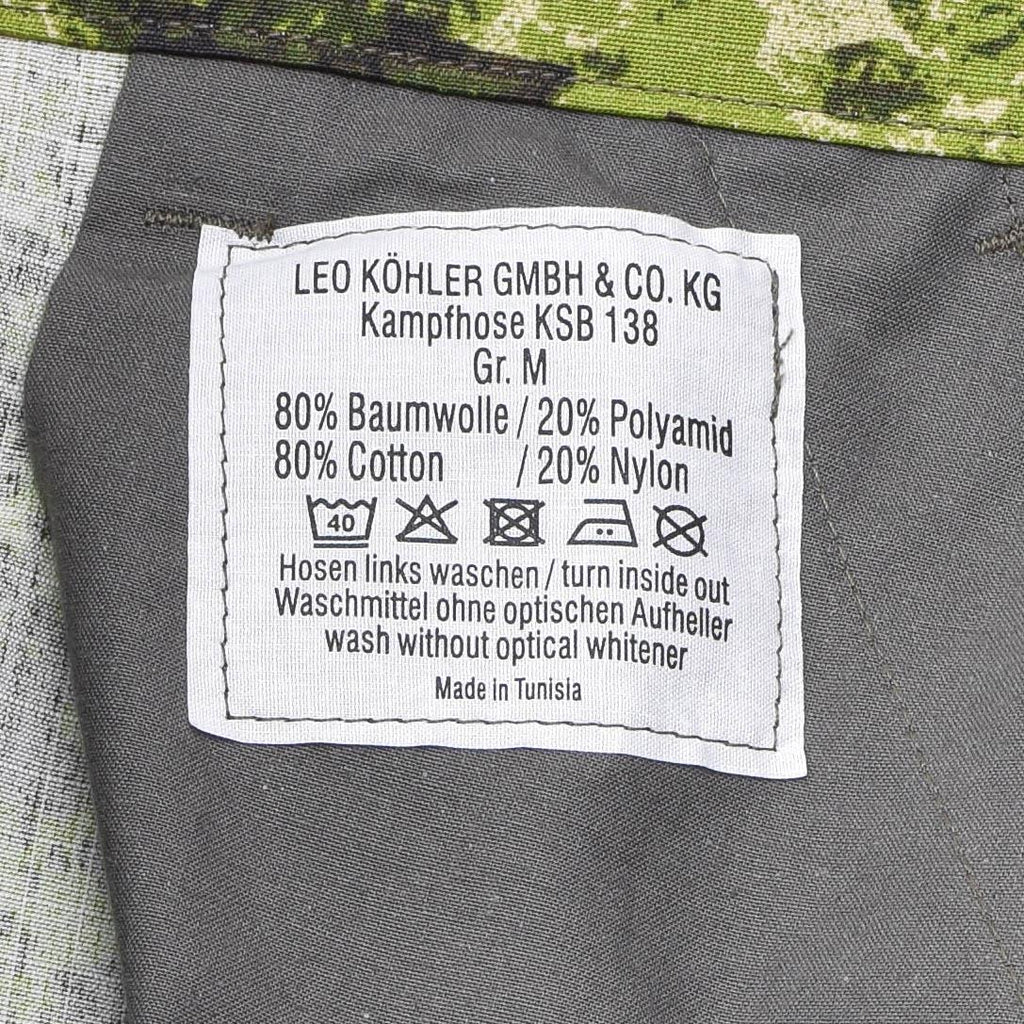 LEO KÖHLER GMBH & CO. KG
Kampfhose KSB 138
Gr. M
80% Baumwolle / 20% Polyamid
80% Cotton / 20% Nylon
40
Hosen links waschen / turn inside out
Waschmittel ohne optischen Aufheller
wash without optical whitener
Made in Tunisia